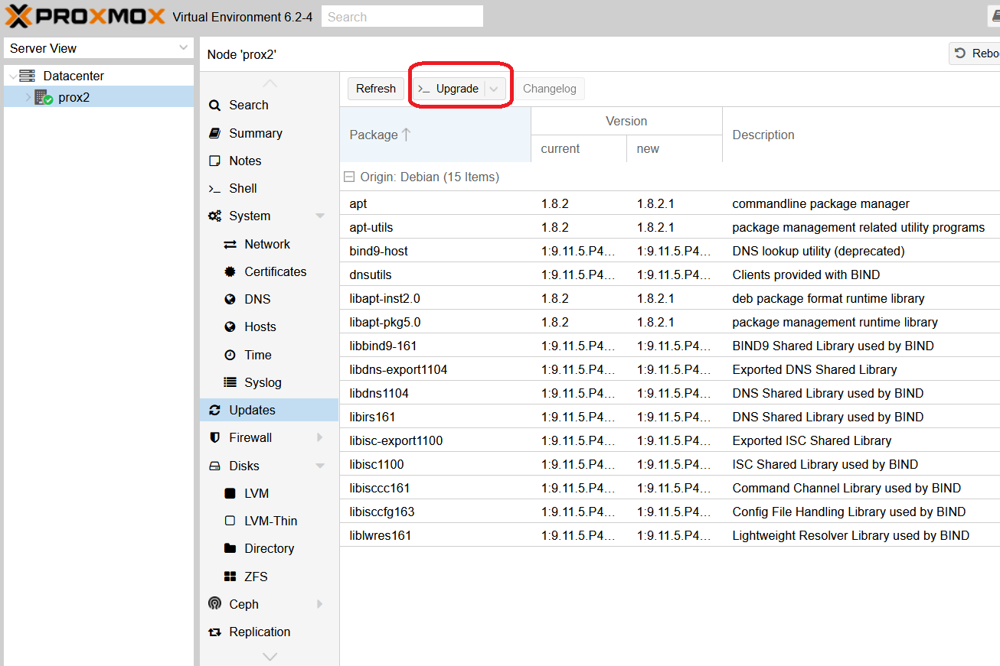 PROXMOX Virtual Environment 6.2-4 Search
Server View
Datacenter
prox2
Node 'prox2'
Rebo
Search
Summary
Notes
Shell
System
Network
Certificates
DNS
Hosts
Time
Syslog
Updates
Firewall
Disks
LVM
LVM-Thin
Directory
ZFS
Ceph
Replication
Refresh >_ Upgrade Changelog
Package Version Description
current new
Origin: Debian (15 Items)
apt 1.8.2 1.8.2.1 commandline package manager
apt-utils 1.8.2 1.8.2.1 package management related utility programs
bind9-host 1:9.11.5.P4... 1:9.11.5.P4... DNS lookup utility (deprecated)
dnsutils 1:9.11.5.P4... 1:9.11.5.P4... Clients provided with BIND
libapt-inst2.0 1.8.2 1.8.2.1 deb package format runtime library
libapt-pkg5.0 1.8.2 1.8.2.1 package management runtime library
libbind9-161 1:9.11.5.P4... 1:9.11.5.P4... BIND9 Shared Library used by BIND
libdns-export1104 1:9.11.5.P4... 1:9.11.5.P4... Exported DNS Shared Library
libdns1104 1:9.11.5.P4... 1:9.11.5.P4... DNS Shared Library used by BIND
libirs161 1:9.11.5.P4... 1:9.11.5.P4... DNS Shared Library used by BIND
libisc-export1100 1:9.11.5.P4... 1:9.11.5.P4... Exported ISC Shared Library
libisc1100 1:9.11.5.P4... 1:9.11.5.P4... ISC Shared Library used by BIND
libisccc161 1:9.11.5.P4... 1:9.11.5.P4... Command Channel Library used by BIND
libisccfg163 1:9.11.5.P4... 1:9.11.5.P4... Config File Handling Library used by BIND
liblwres161 1:9.11.5.P4... 1:9.11.5.P4... Lightweight Resolver Library used by BIND